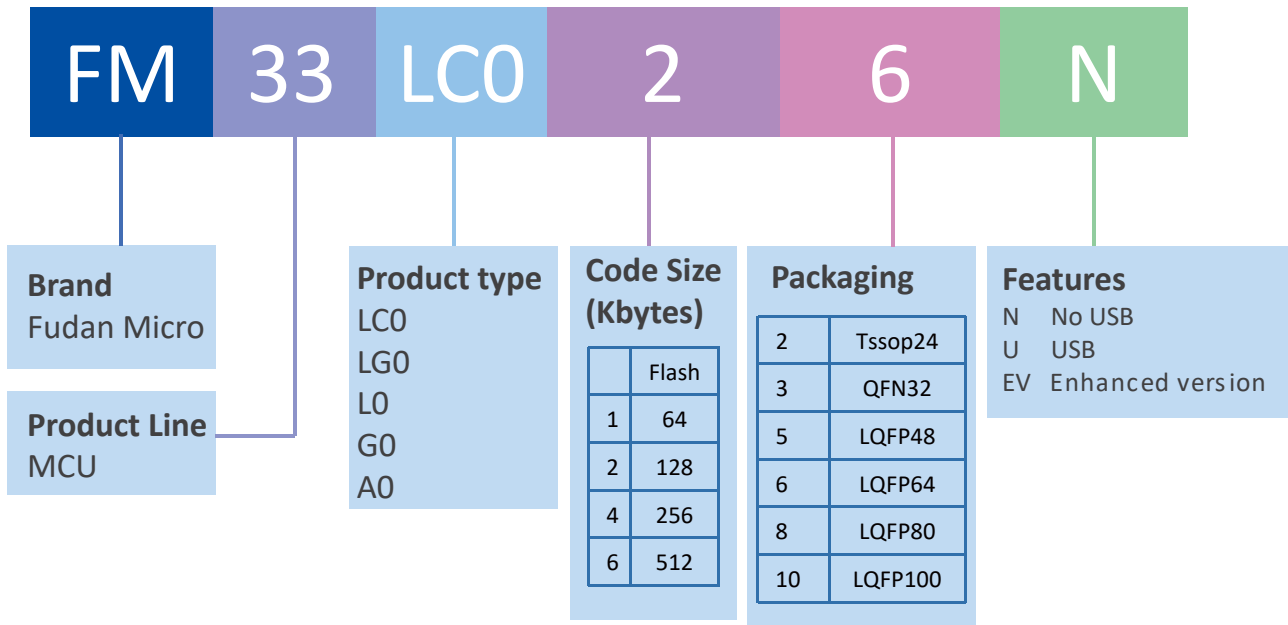 FM 33 LC0 2 6 N
Brand
Fudan Micro
Product Line
MCU
Product type
LC0
LG0
L0
G0
A0
Code Size
(Kbytes)
Flash
1 64
2 128
4 256
6 512
Packaging
2 Tssop24
3 QFN32
5 LQFP48
6 LQFP64
8 LQFP80
10 LQFP100
Features
N No USB
U USB
EV Enhanced version